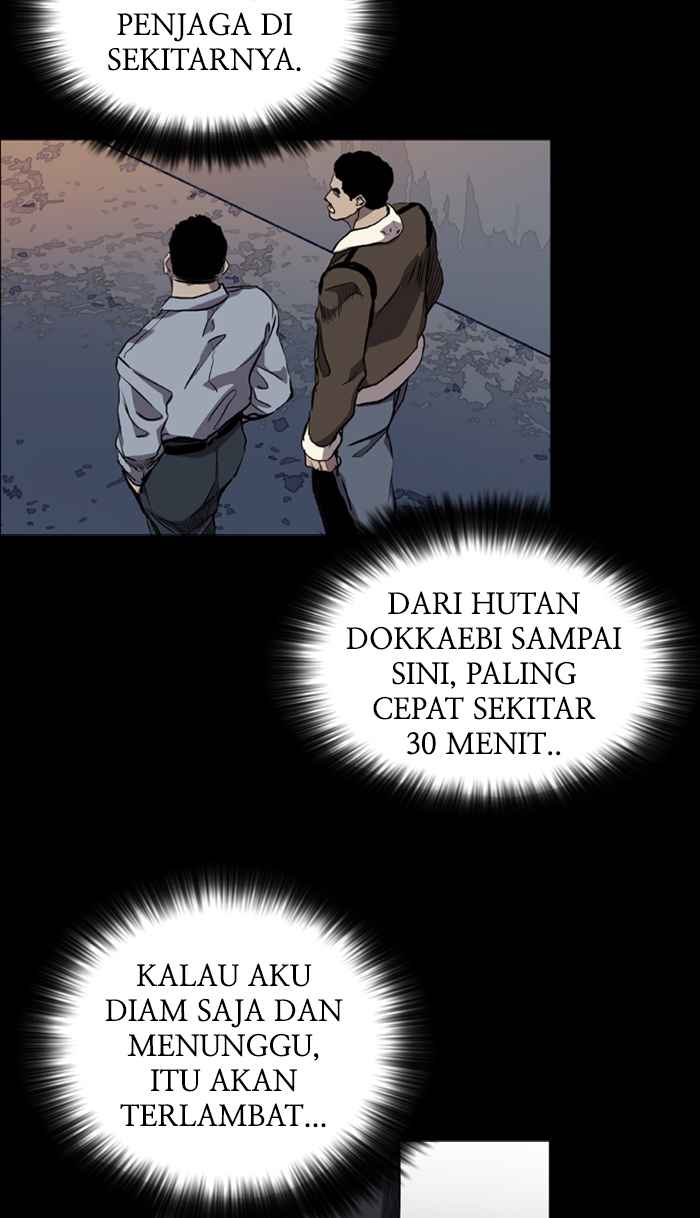 PENJAGA DI
SEKITARNYA.
DARI HUTAN
DOKKAEBI SAMPAI
SINI, PALING
CEPAT SEKITAR
30 MENIT..
KALAU AKU
DIAM SAJA DAN
MENUNGGU,
ITU AKAN
TERLAMBAT...